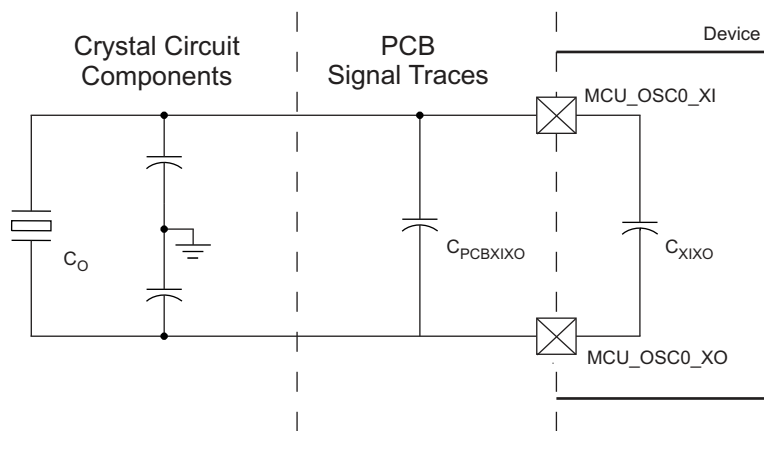 Crystal Circuit
Components
PCB
Signal Traces
Device
MCU_OSC0_XI
C_O
C_PCBXIXO
C_XIXO
MCU_OSC0_XO